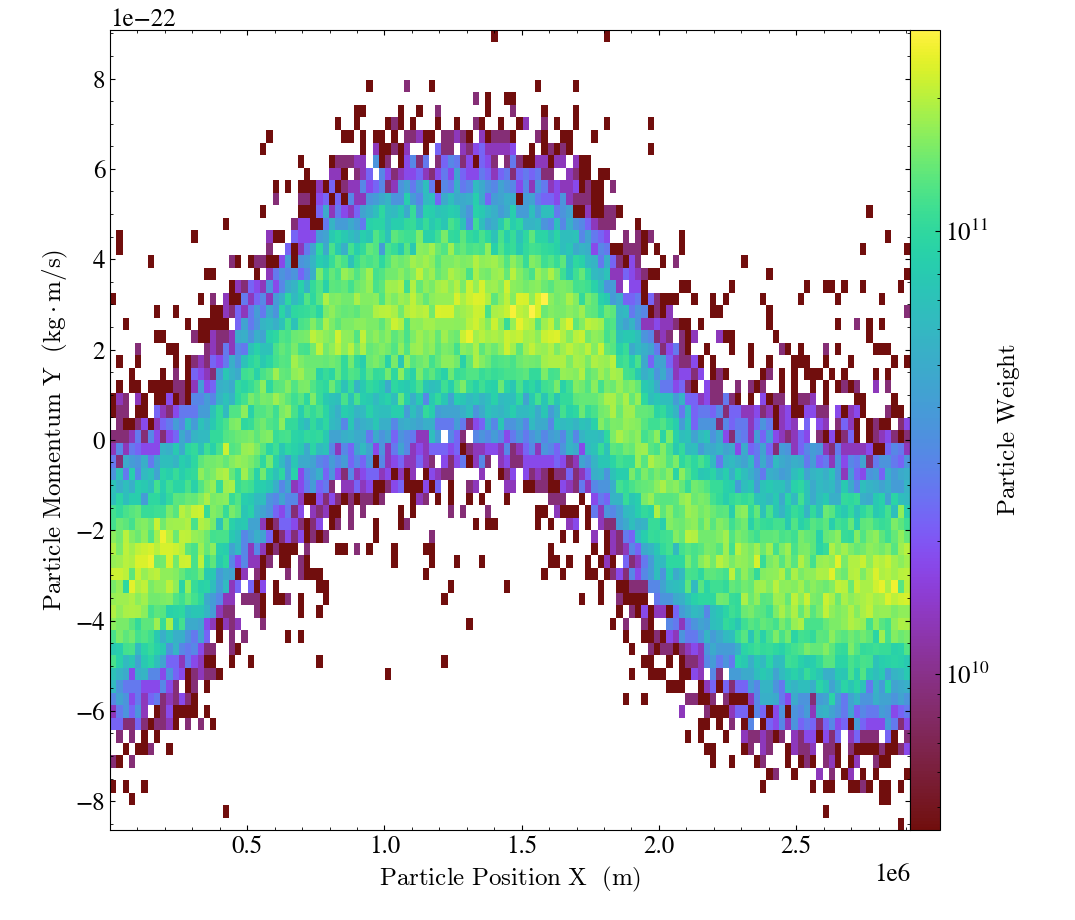 1e−22
8
6
4
2
0
−2
−4
−6
−8
Particle Momentum Y (kg · m/s)
0.5 1.0 1.5 2.0 2.5
1e6
Particle Position X (m)
10¹¹
10¹⁰
Particle Weight